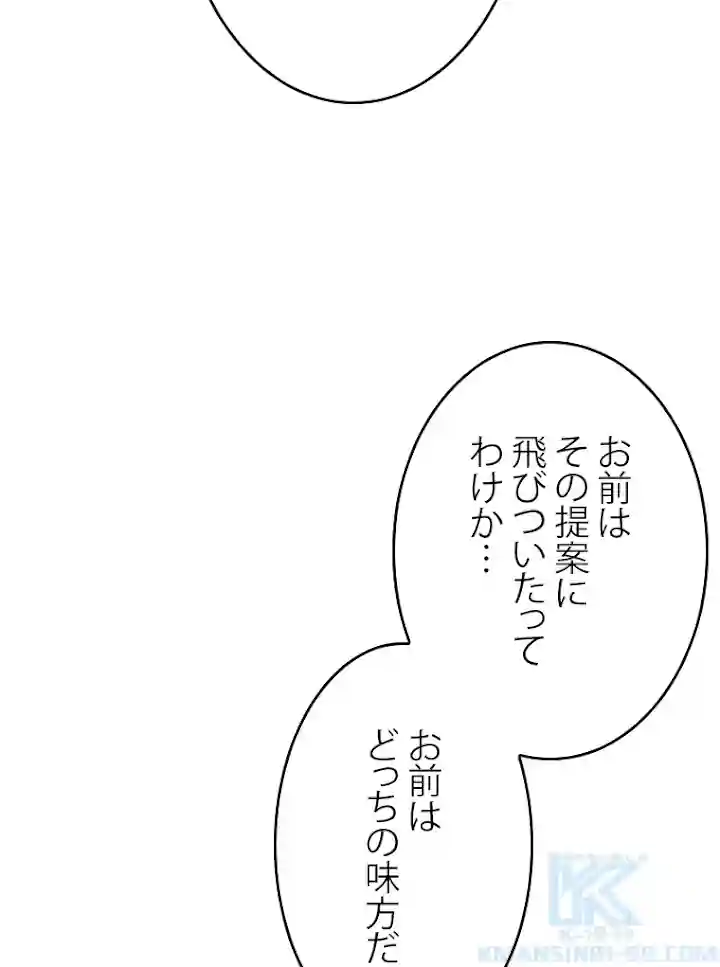 お前は
その提案に
飛びついたって
わけか…
お前は
どっちの味方だ